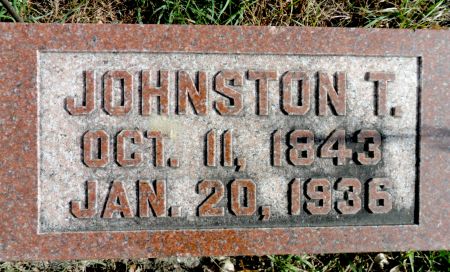 JOHNSTON T.
OCT. 11, 1843
JAN. 20, 1936